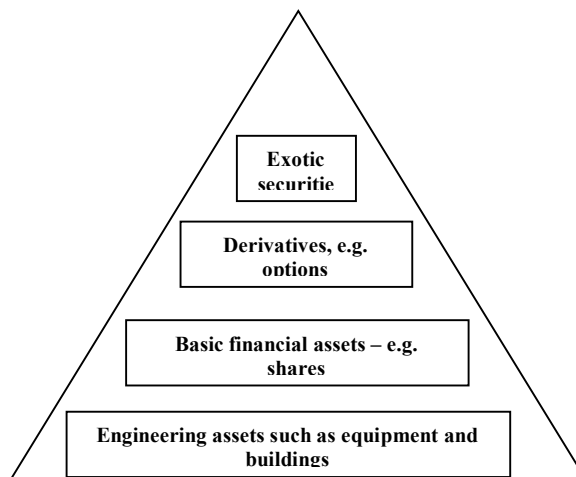 Exotic
securitie
Derivatives, e.g.
options
Basic financial assets – e.g.
shares
Engineering assets such as equipment and
buildings